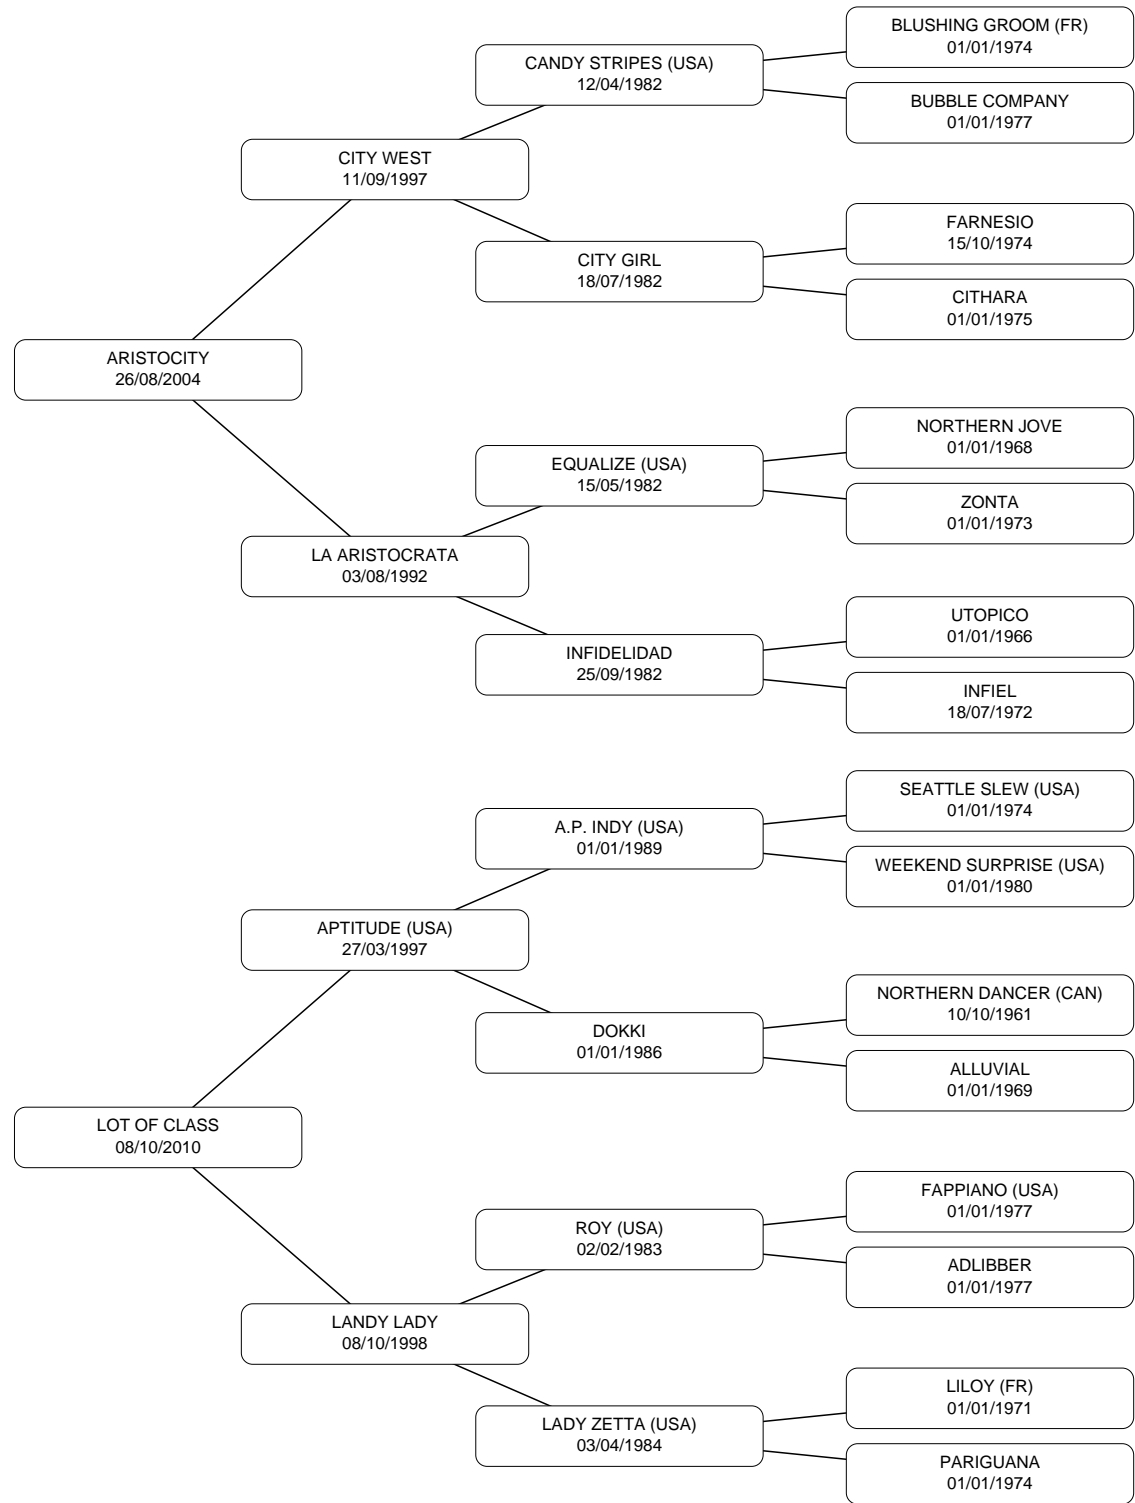 BLUSHING GROOM (FR)
01/01/1974
CANDY STRIPES (USA)
12/04/1982
BUBBLE COMPANY
01/01/1977
CITY WEST
11/09/1997
FARNESIO
15/10/1974
CITY GIRL
18/07/1982
CITHARA
01/01/1975
ARISTOCITY
26/08/2004
NORTHERN JOVE
01/01/1968
EQUALIZE (USA)
15/05/1982
ZONTA
01/01/1973
LA ARISTOCRATA
03/08/1992
UTOPICO
01/01/1966
INFIDELIDAD
25/09/1982
INFIEL
18/07/1972
SEATTLE SLEW (USA)
01/01/1974
A.P. INDY (USA)
01/01/1989
WEEKEND SURPRISE (USA)
01/01/1980
APTITUDE (USA)
27/03/1997
NORTHERN DANCER (CAN)
10/10/1961
DOKKI
01/01/1986
ALLUVIAL
01/01/1969
LOT OF CLASS
08/10/2010
FAPPIANO (USA)
01/01/1977
ROY (USA)
02/02/1983
ADLIBBER
01/01/1977
LANDY LADY
08/10/1998
LILOY (FR)
01/01/1971
LADY ZETTA (USA)
03/04/1984
PARIGUANA
01/01/1974